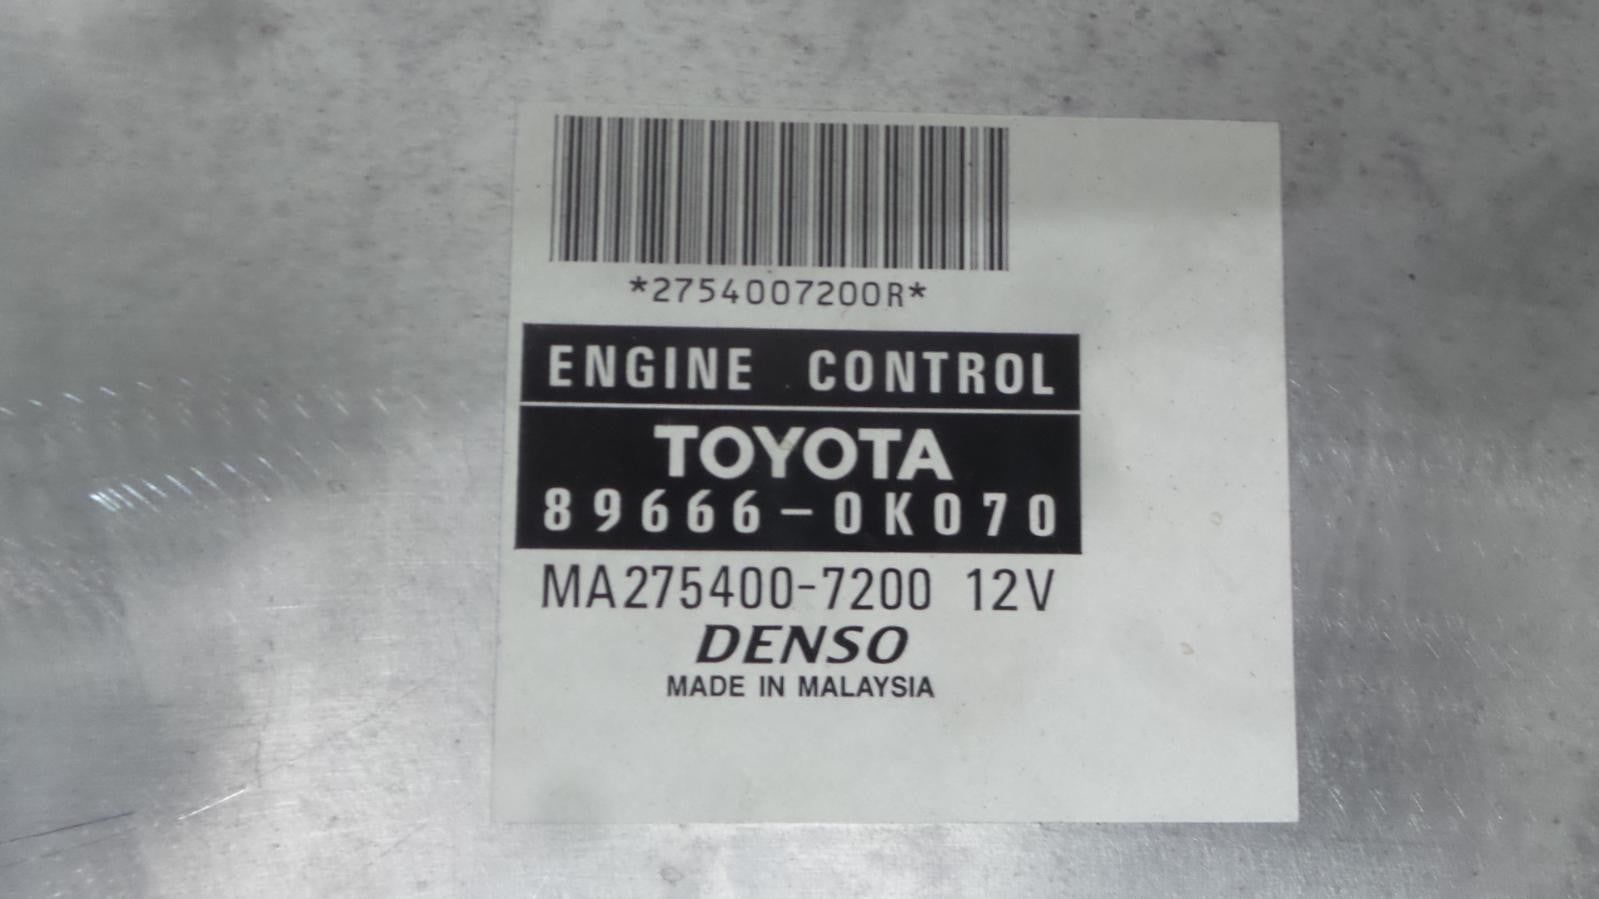 *2754007200R*
ENGINE CONTROL
TOYOTA
89666-0K070
MA275400-7200 12V
DENSO
MADE IN MALAYSIA